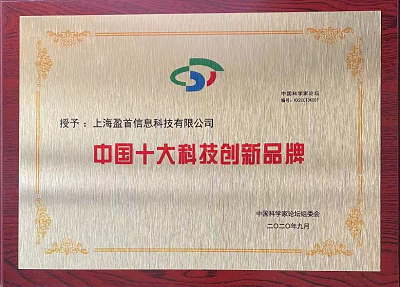 中国科学家论坛
授予：上海盈首信息科技有限公司
中国十大科技创新品牌
中国科学家论坛组委会
二〇二〇年九月